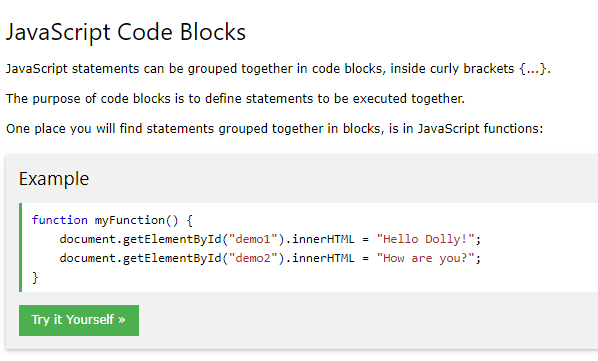 JavaScript Code Blocks
JavaScript statements can be grouped together in code blocks, inside curly brackets {...}.
The purpose of code blocks is to define statements to be executed together.
One place you will find statements grouped together in blocks, is in JavaScript functions:
Example
function myFunction() {
    document.getElementById("demo1").innerHTML = "Hello Dolly!";
    document.getElementById("demo2").innerHTML = "How are you?";
}
Try it Yourself »